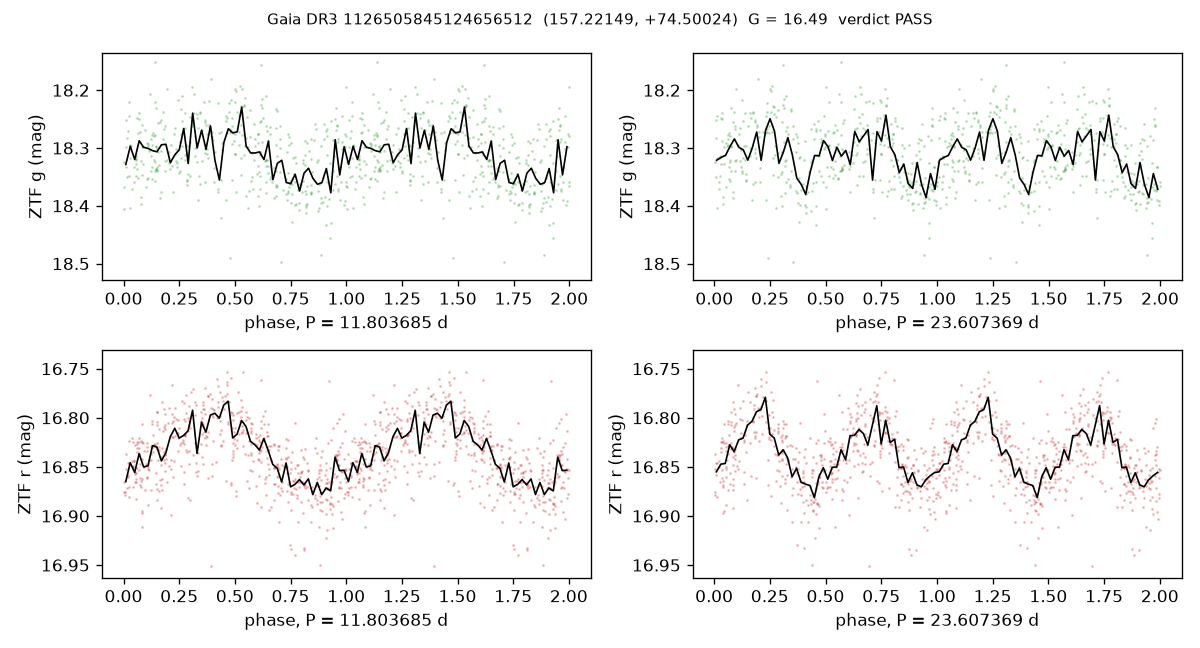 Gaia DR3 1126505845124656512 (157.22149, +74.50024) G = 16.49 verdict PASS
ZTF g (mag)
18.2
18.3
18.4
18.5
0.00 0.25 0.50 0.75 1.00 1.25 1.50 1.75 2.00
phase, P = 11.803685 d
ZTF g (mag)
18.2
18.3
18.4
18.5
0.00 0.25 0.50 0.75 1.00 1.25 1.50 1.75 2.00
phase, P = 23.607369 d
ZTF r (mag)
16.75
16.80
16.85
16.90
16.95
0.00 0.25 0.50 0.75 1.00 1.25 1.50 1.75 2.00
phase, P = 11.803685 d
ZTF r (mag)
16.75
16.80
16.85
16.90
16.95
0.00 0.25 0.50 0.75 1.00 1.25 1.50 1.75 2.00
phase, P = 23.607369 d